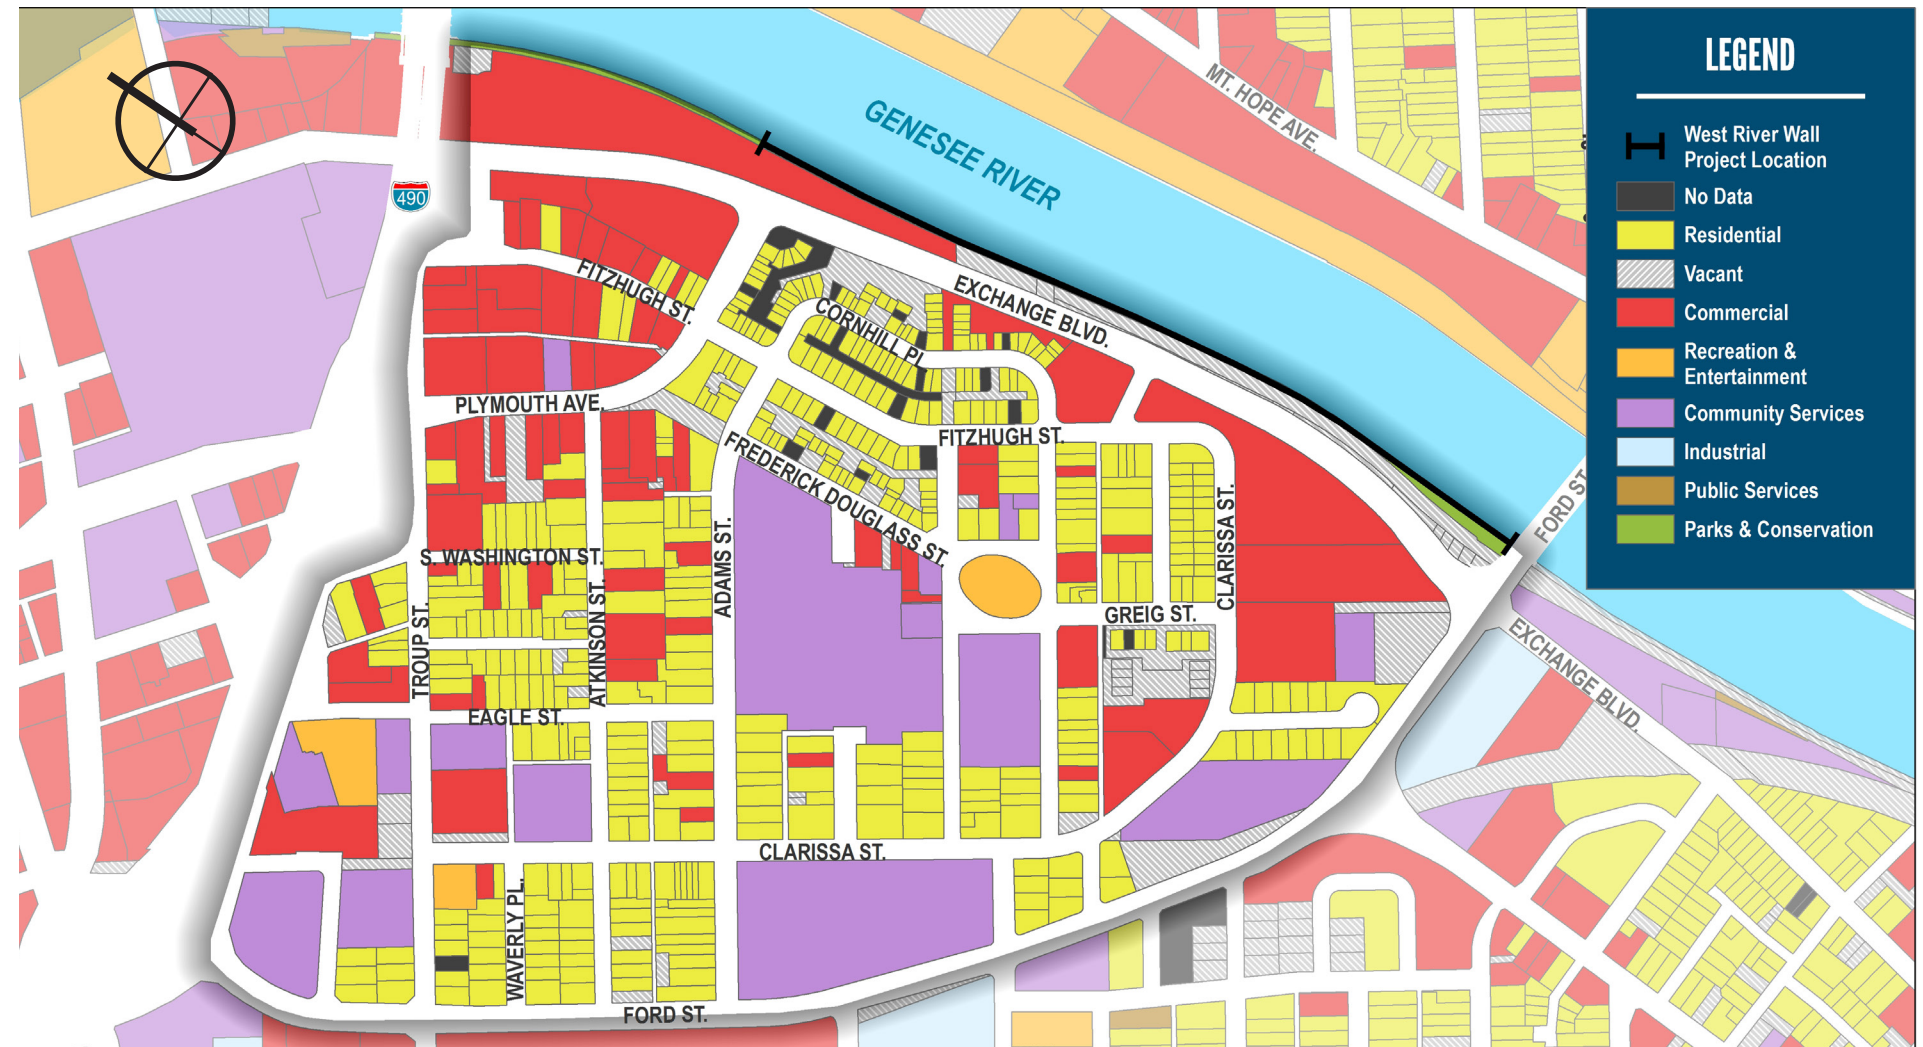 LEGEND
West River Wall
Project Location
No Data
Residential
Vacant
Commercial
Recreation &
Entertainment
Community Services
Industrial
Public Services
Parks & Conservation
GENESEE RIVER
MT. HOPE AVE.
490
FITZHUGH ST.
CORNHILL PL.
EXCHANGE BLVD.
PLYMOUTH AVE.
FITZHUGH ST.
FREDERICK DOUGLASS ST.
FORD ST.
CLARISSA ST.
S. WASHINGTON ST.
ADAMS ST.
ATKINSON ST.
TROUP ST.
GREIG ST.
EXCHANGE BLVD.
EAGLE ST.
CLARISSA ST.
WAVERLY PL.
FORD ST.